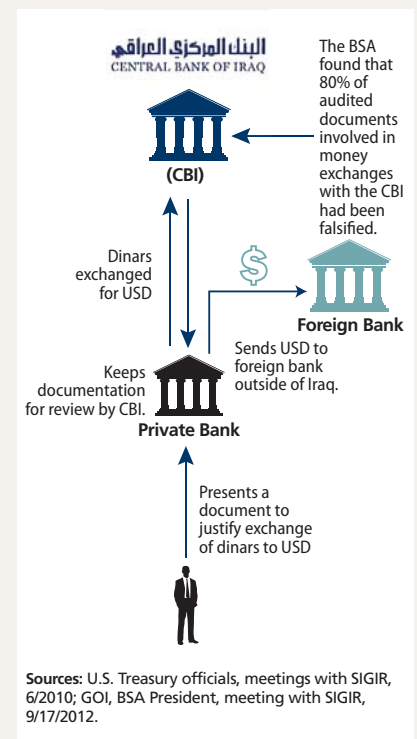 البنك المركزي العراقي
CENTRAL BANK OF IRAQ
The BSA
found that
80% of
audited
documents
involved in
money
exchanges
with the CBI
had been
falsified.
(CBI)
Dinars
exchanged
for USD
$
Foreign Bank
Sends USD to
foreign bank
outside of Iraq.
Keeps
documentation
for review by CBI.
Private Bank
Presents a
document to
justify exchange
of dinars to USD
Sources: U.S. Treasury officials, meetings with SIGIR,
6/2010; GOI, BSA President, meeting with SIGIR,
9/17/2012.